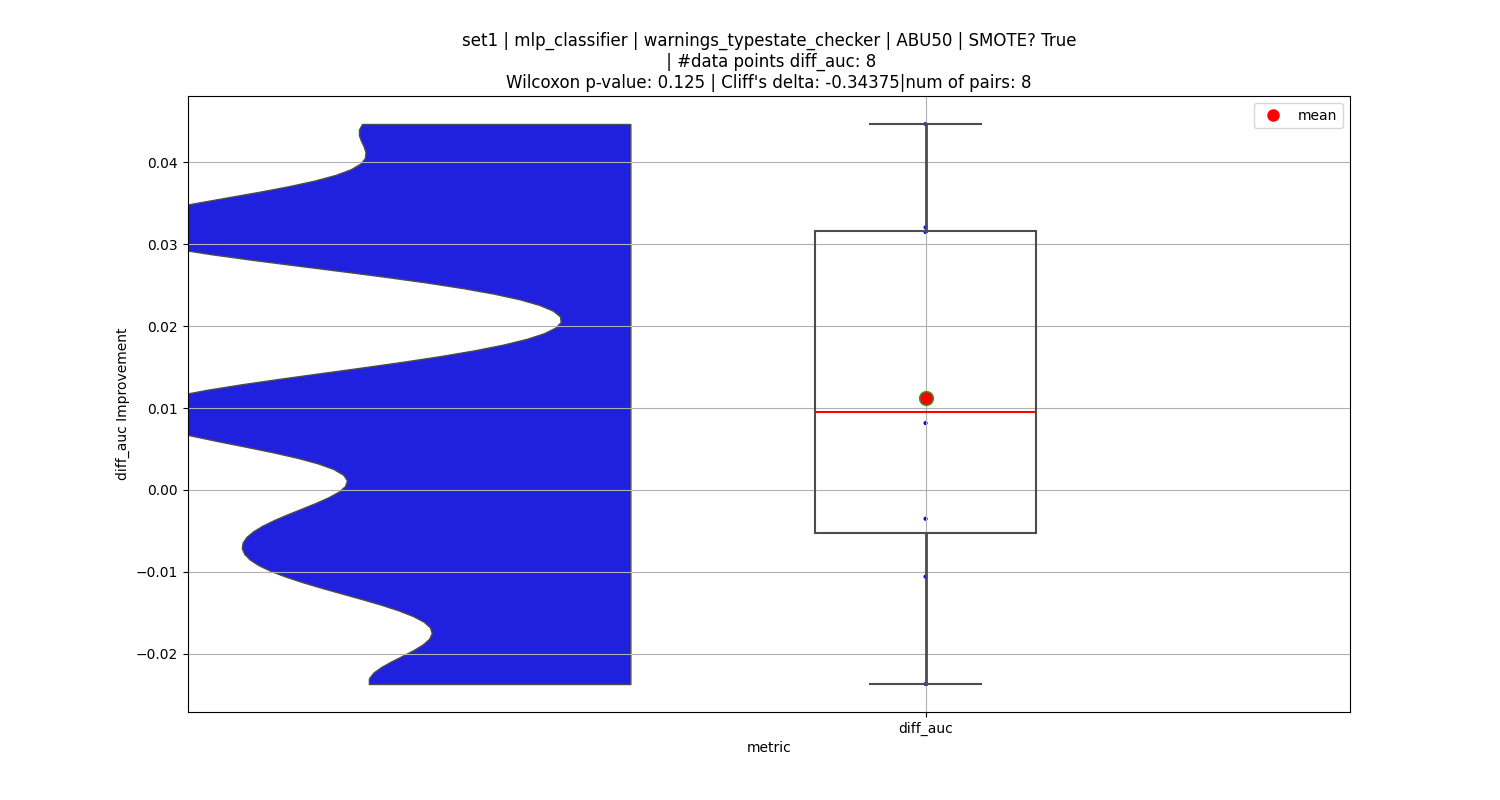 set1 | mlp_classifier | warnings_typestate_checker | ABU50 | SMOTE? True
| #data points diff_auc: 8
Wilcoxon p-value: 0.125 | Cliff's delta: -0.34375|num of pairs: 8
mean
0.04
0.03
0.02
0.01
0.00
−0.01
−0.02
diff_auc Improvement
diff_auc
metric